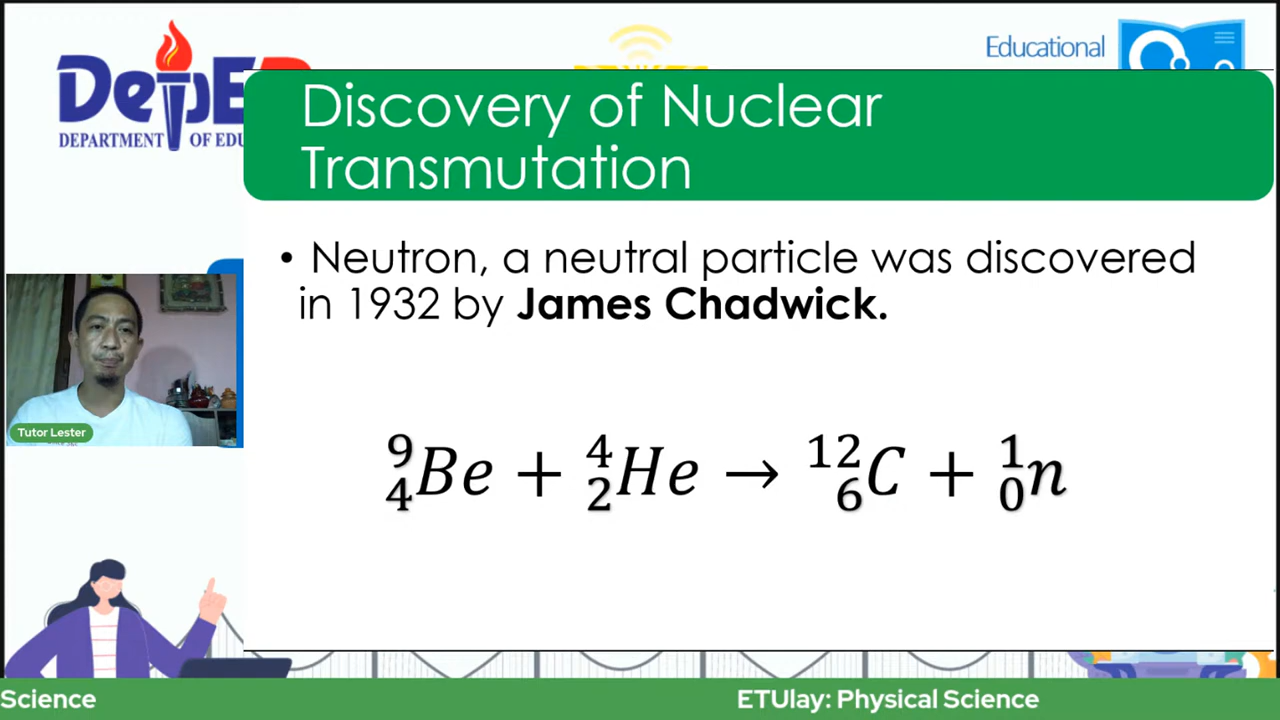 DepED
DEPARTMENT OF EDU
Educational
Discovery of Nuclear
Transmutation
• Neutron, a neutral particle was discovered
in 1932 by James Chadwick.
⁹₄Be + ⁴₂He → ¹²₆C + ¹₀n
Tutor Lester
Science
ETUlay: Physical Science